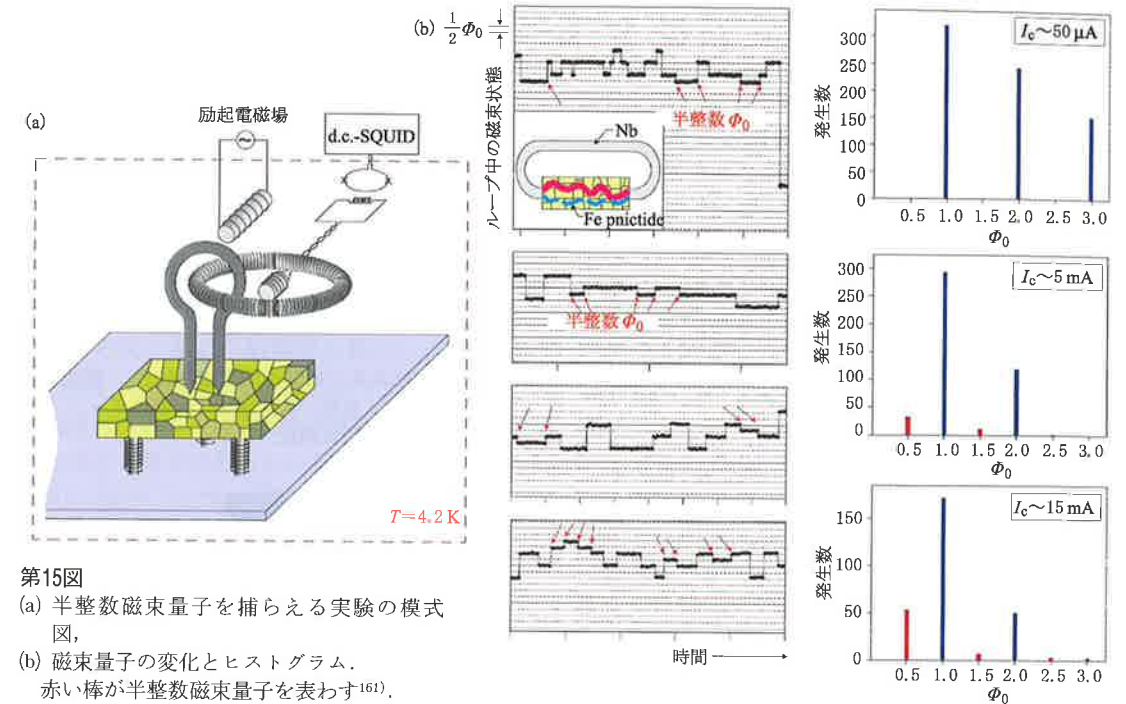 (a)
励起電磁場
d.c.-SQUID
T=4.2 K
(b) 1/2 Φ0
ループ中の磁束状態
半整数Φ0
Nb
Fe pnictide
半整数Φ0
時間
発生数
Ic～50 μA
300
250
200
150
100
50
0
0.5 1.0 1.5 2.0 2.5 3.0
Φ0
発生数
Ic～5 mA
300
250
200
150
100
50
0
0.5 1.0 1.5 2.0 2.5 3.0
Φ0
発生数
Ic～15 mA
150
100
50
0
0.5 1.0 1.5 2.0 2.5 3.0
Φ0
第15図
(a) 半整数磁束量子を捕らえる実験の模式
図，
(b) 磁束量子の変化とヒストグラム．
赤い棒が半整数磁束量子を表わす161)．